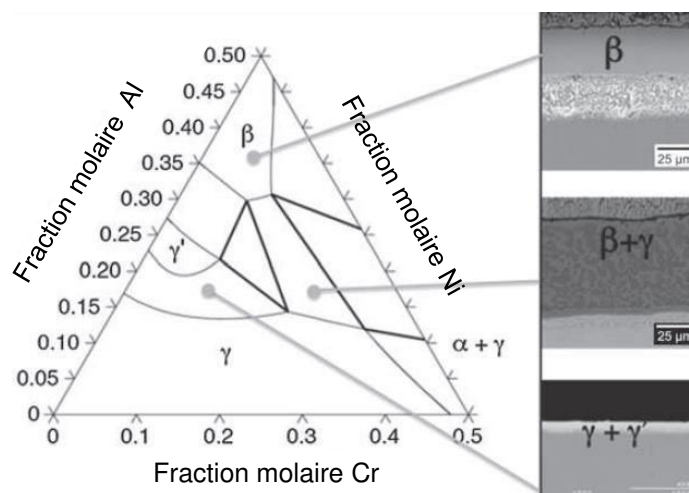 0.50
0.45
0.40
0.35
0.30
0.25
0.20
0.15
0.10
0.05
0
0
0.1
0.2
0.3
0.4
0.5
Fraction molaire Al
Fraction molaire Ni
Fraction molaire Cr
β
γ'
γ
α + γ
β
25 µm
β+γ
25 µm
γ + γ'